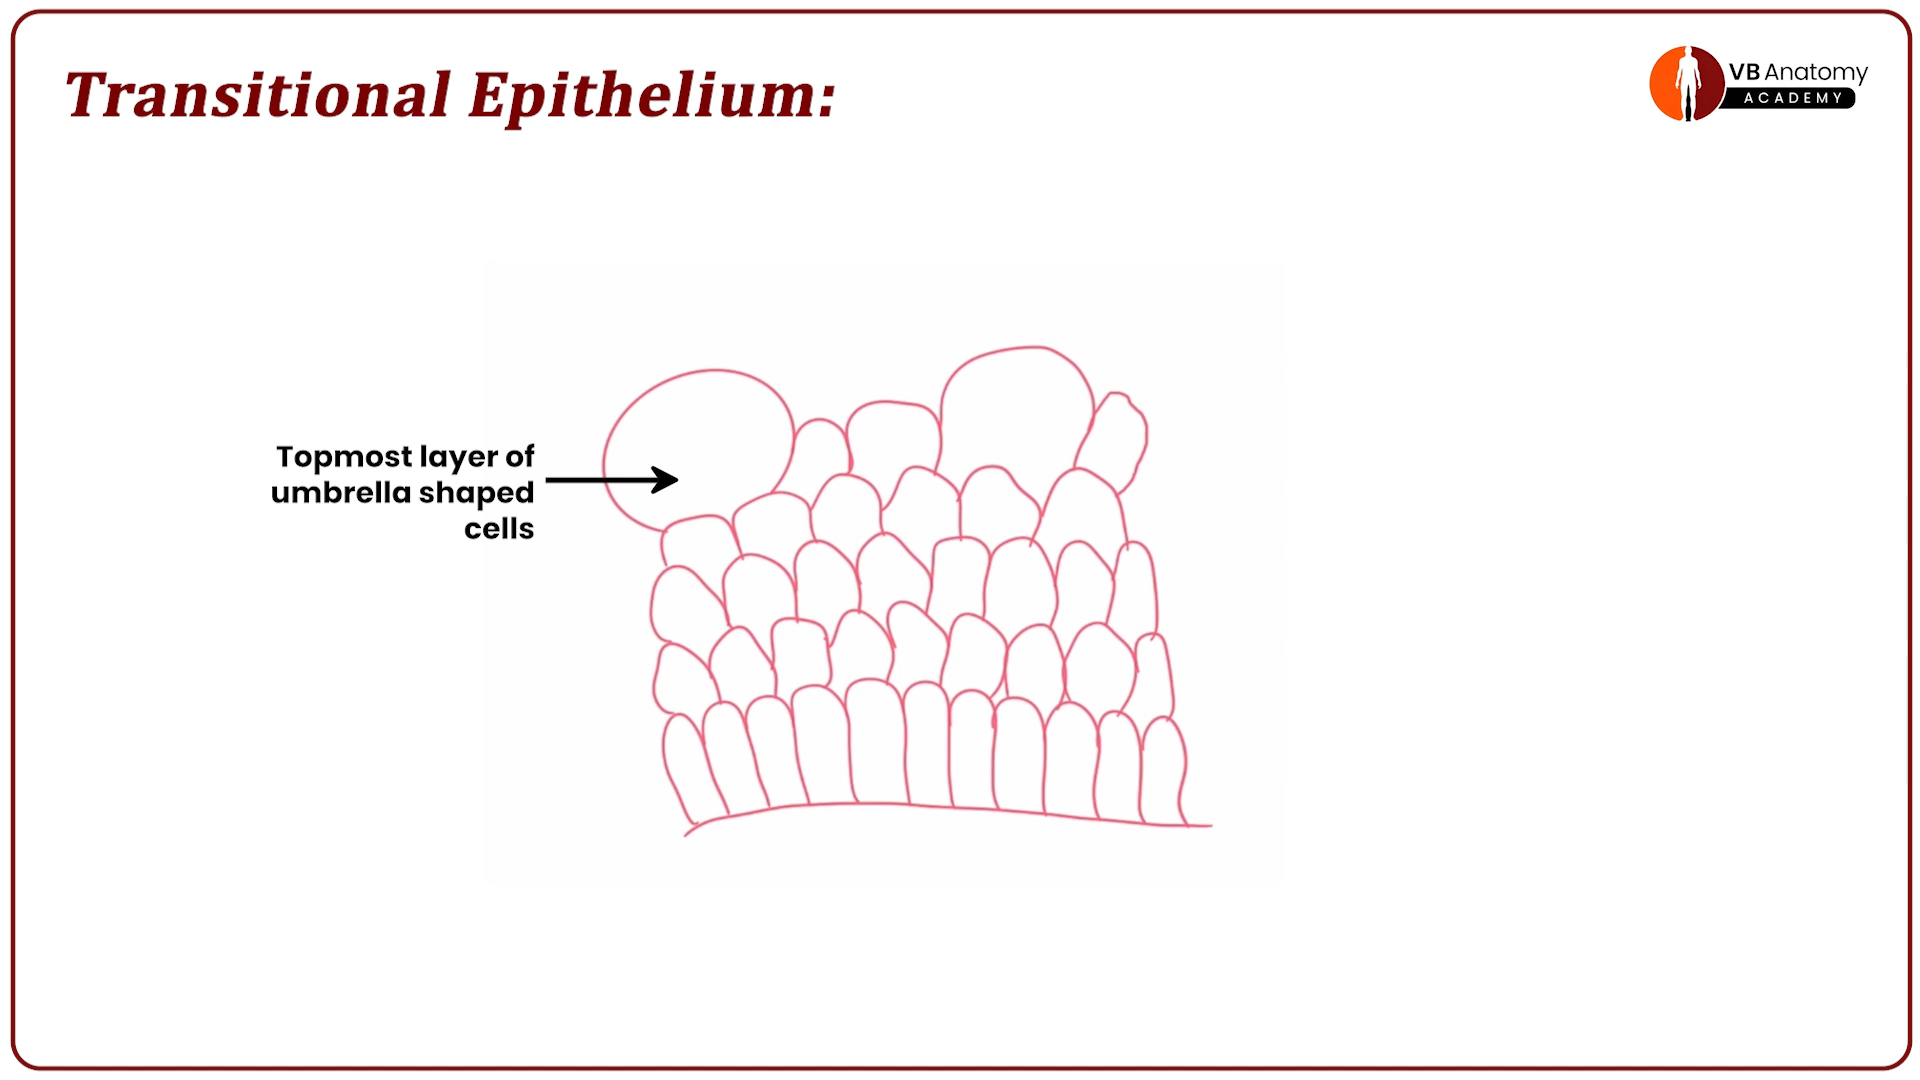 Transitional Epithelium:
VB Anatomy
ACADEMY
Topmost layer of
umbrella shaped
cells